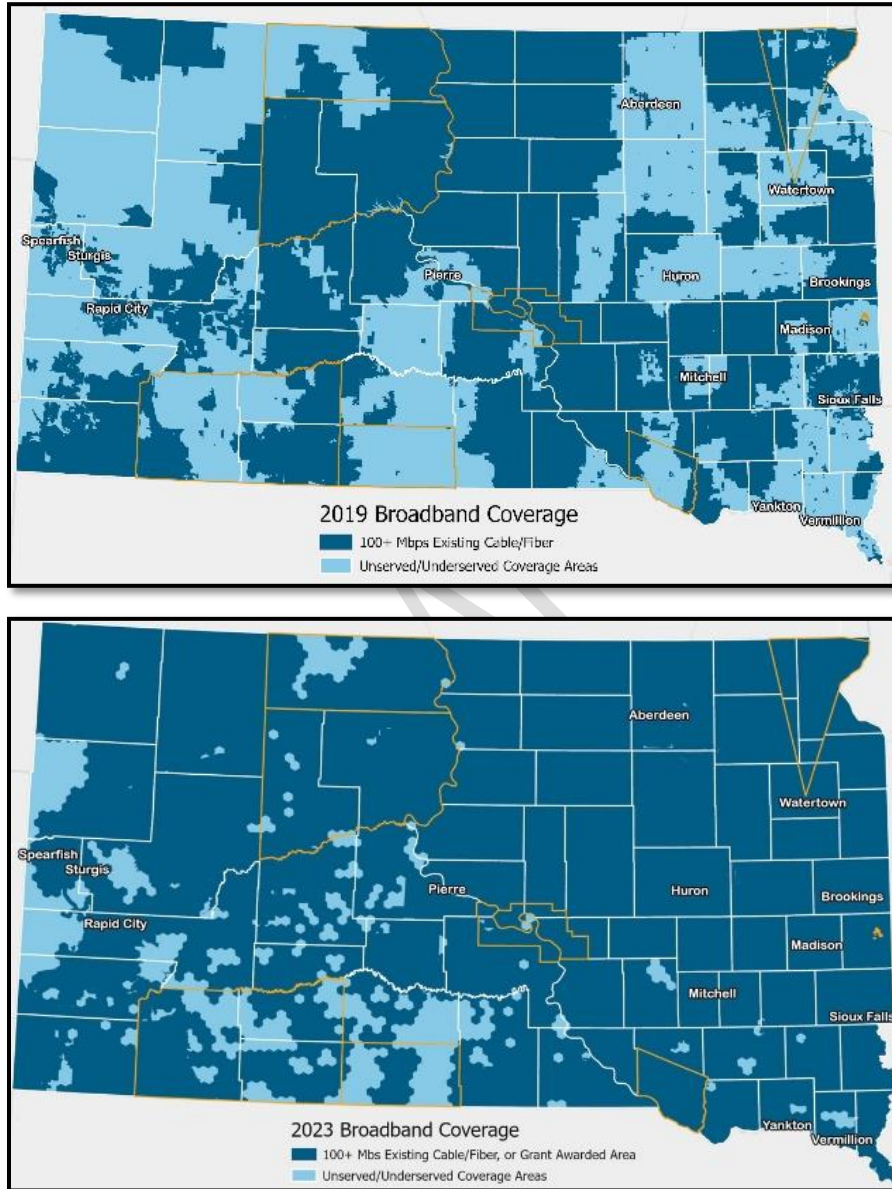 Aberdeen
Watertown
Spearfish
Sturgis
Pierre
Huron
Brookings
Rapid City
Madison
Mitchell
Sioux Falls
Yankton
Vermillion
2019 Broadband Coverage
100+ Mbps Existing Cable/Fiber
Unserved/Underserved Coverage Areas
Aberdeen
Watertown
Spearfish
Sturgis
Pierre
Huron
Brookings
Rapid City
Madison
Mitchell
Sioux Falls
Yankton
Vermillion
2023 Broadband Coverage
100+ Mbs Existing Cable/Fiber, or Grant Awarded Area
Unserved/Underserved Coverage Areas